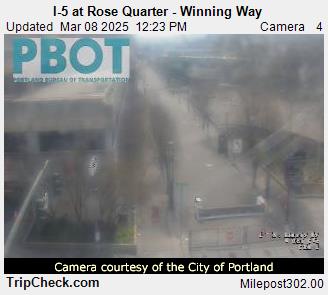 I-5 at Rose Quarter - Winning Way
Updated Mar 08 2025 12:23 PM Camera 4
PBOT
PORTLAND BUREAU OF TRANSPORTATION
Camera courtesy of the City of Portland
TripCheck.com Milepost302.00